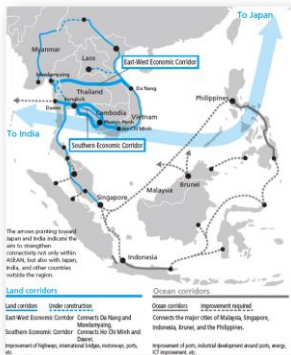 To Japan
Myanmar
Laos
East-West Economic Corridor
Mawlamyaing
Da Nang
Thailand
Bangkok
Dawei
Cambodia
Vietnam
Phnom Penh
Ho Chi Minh
Philippines
To India
Southern Economic Corridor
Malaysia
Brunei
Singapore
Indonesia
The arrows pointing toward
Japan and India indicate the
aim to strengthen
connectivity not only within
ASEAN, but also with Japan,
India, and other countries
outside the region.
Land corridors
Land corridors Under construction
East-West Economic Corridor Connects Da Nang and
Mawlamyaing.
Southern Economic Corridor Connects Ho Chi Minh and
Dawei.
Improvement of highways, international bridges, motorways, ports,
etc.
Ocean corridors
Ocean corridors Improvement required
Connects the major cities of Malaysia, Singapore,
Indonesia, Brunei, and the Philippines.
Improvement of ports, industrial development around ports, energy,
ICT improvement, etc.